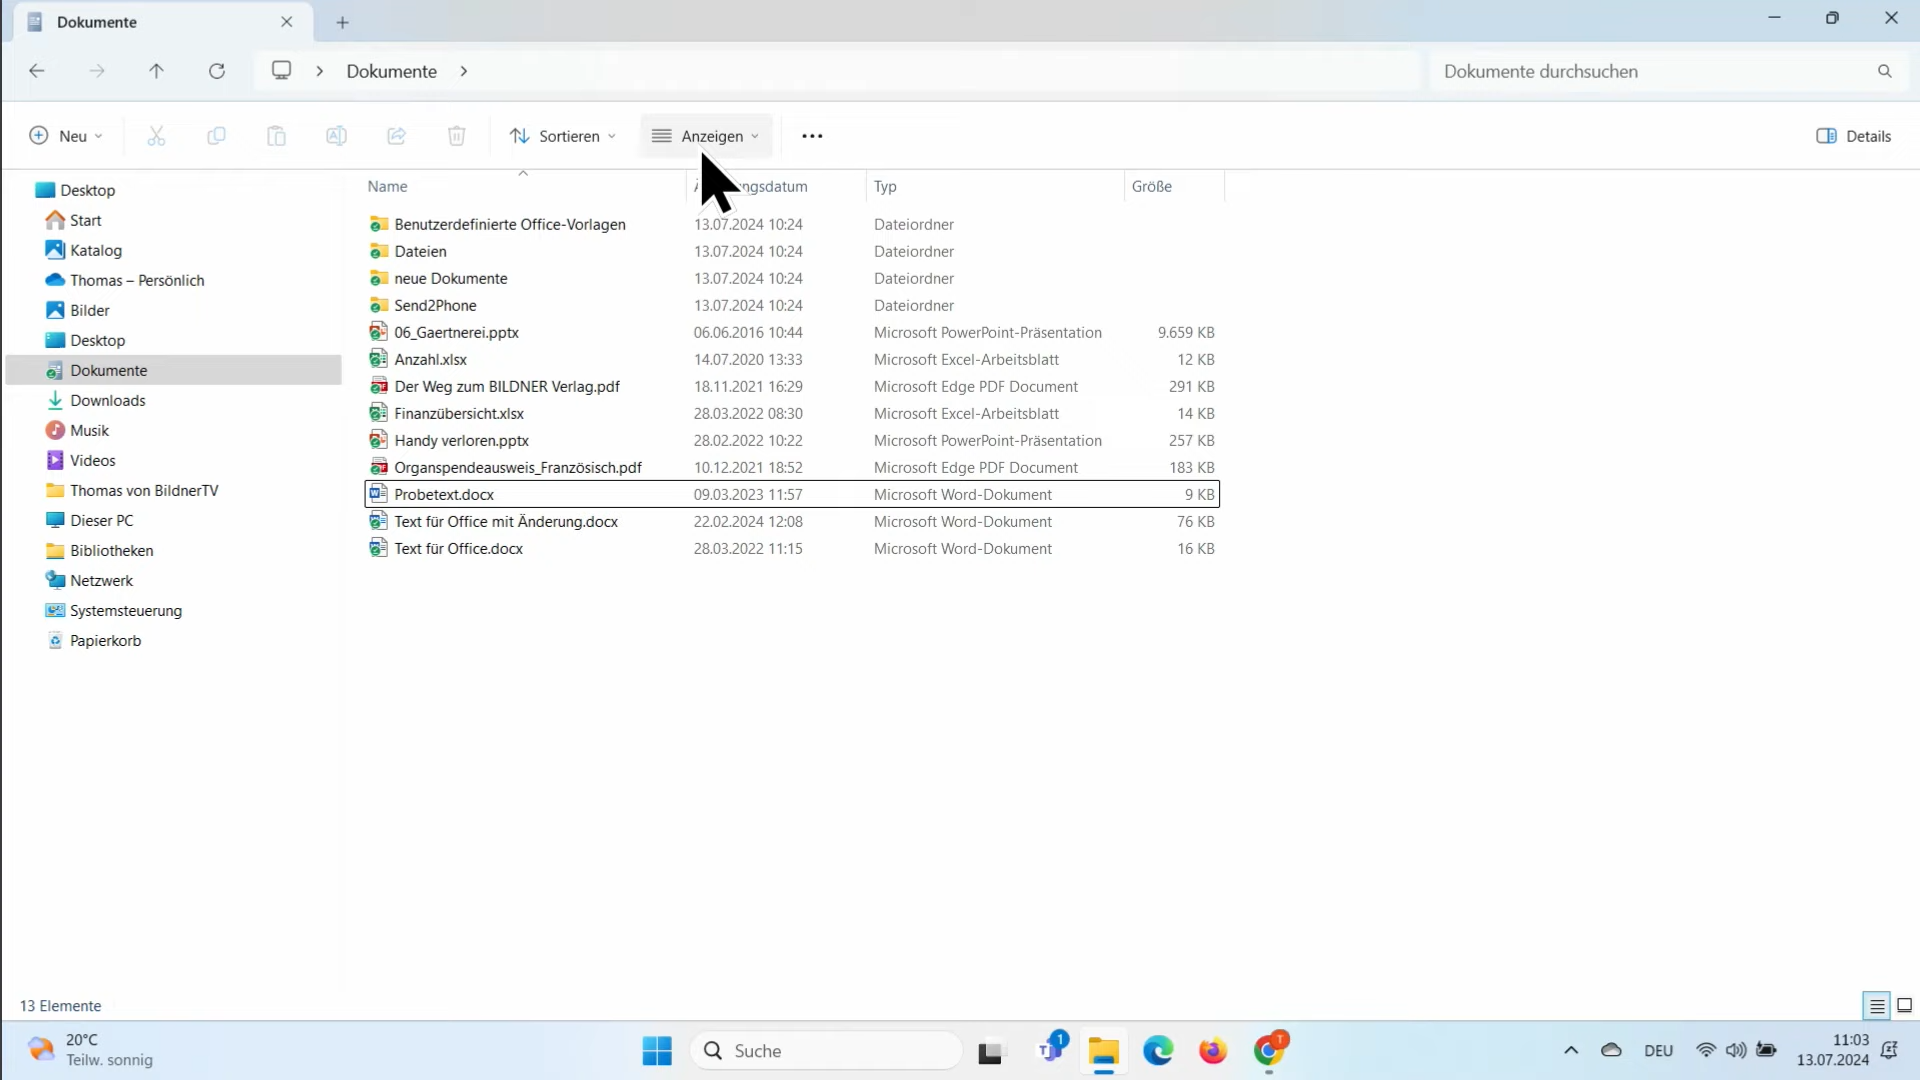 Dokumente
Dokumente
Dokumente durchsuchen
Neu
Sortieren
Anzeigen
Details
Name
Typ
Größe
Desktop
Start
Katalog
Thomas – Persönlich
Bilder
Desktop
Dokumente
Downloads
Musik
Videos
Thomas von BildnerTV
Dieser PC
Bibliotheken
Netzwerk
Systemsteuerung
Papierkorb
Benutzerdefinierte Office-Vorlagen 13.07.2024 10:24 Dateiordner
Dateien 13.07.2024 10:24 Dateiordner
neue Dokumente 13.07.2024 10:24 Dateiordner
Send2Phone 13.07.2024 10:24 Dateiordner
06_Gaertnerei.pptx 06.06.2016 10:44 Microsoft PowerPoint-Präsentation 9.659 KB
Anzahl.xlsx 14.07.2020 13:33 Microsoft Excel-Arbeitsblatt 12 KB
Der Weg zum BILDNER Verlag.pdf 18.11.2021 16:29 Microsoft Edge PDF Document 291 KB
Finanzübersicht.xlsx 28.03.2022 08:30 Microsoft Excel-Arbeitsblatt 14 KB
Handy verloren.pptx 28.02.2022 10:22 Microsoft PowerPoint-Präsentation 257 KB
Organspendeausweis_Französisch.pdf 10.12.2021 18:52 Microsoft Edge PDF Document 183 KB
Probetext.docx 09.03.2023 11:57 Microsoft Word-Dokument 9 KB
Text für Office mit Änderung.docx 22.02.2024 12:08 Microsoft Word-Dokument 76 KB
Text für Office.docx 28.03.2022 11:15 Microsoft Word-Dokument 16 KB
13 Elemente
20°C
Teilw. sonnig
Suche
1
T
DEU
11:03
13.07.2024